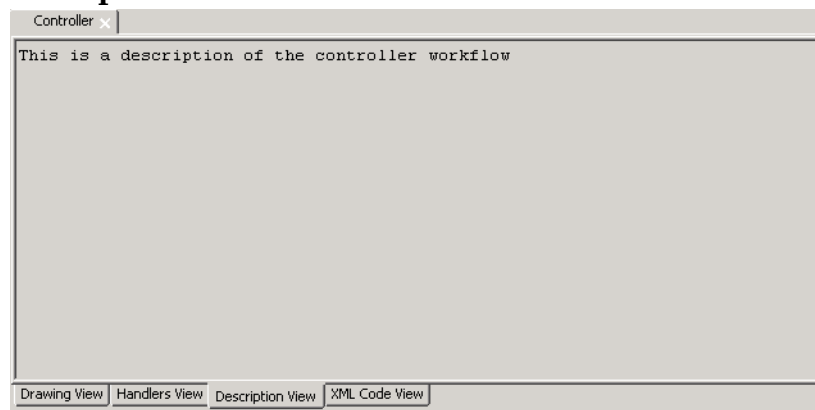 Controller
This is a description of the controller workflow
Drawing View Handlers View Description View XML Code View